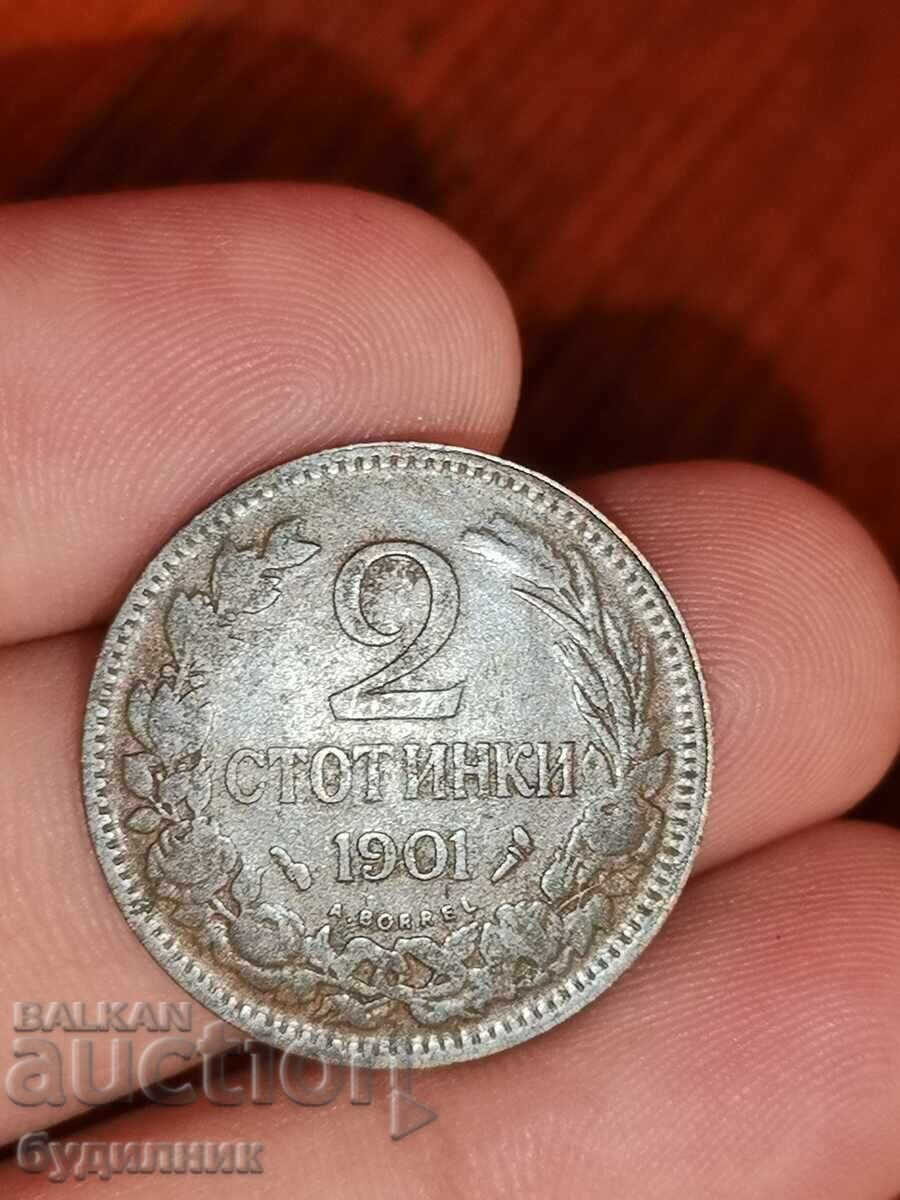 2
СТОТИНКИ
1901
A. BORREL
BALKAN
auction
будилник